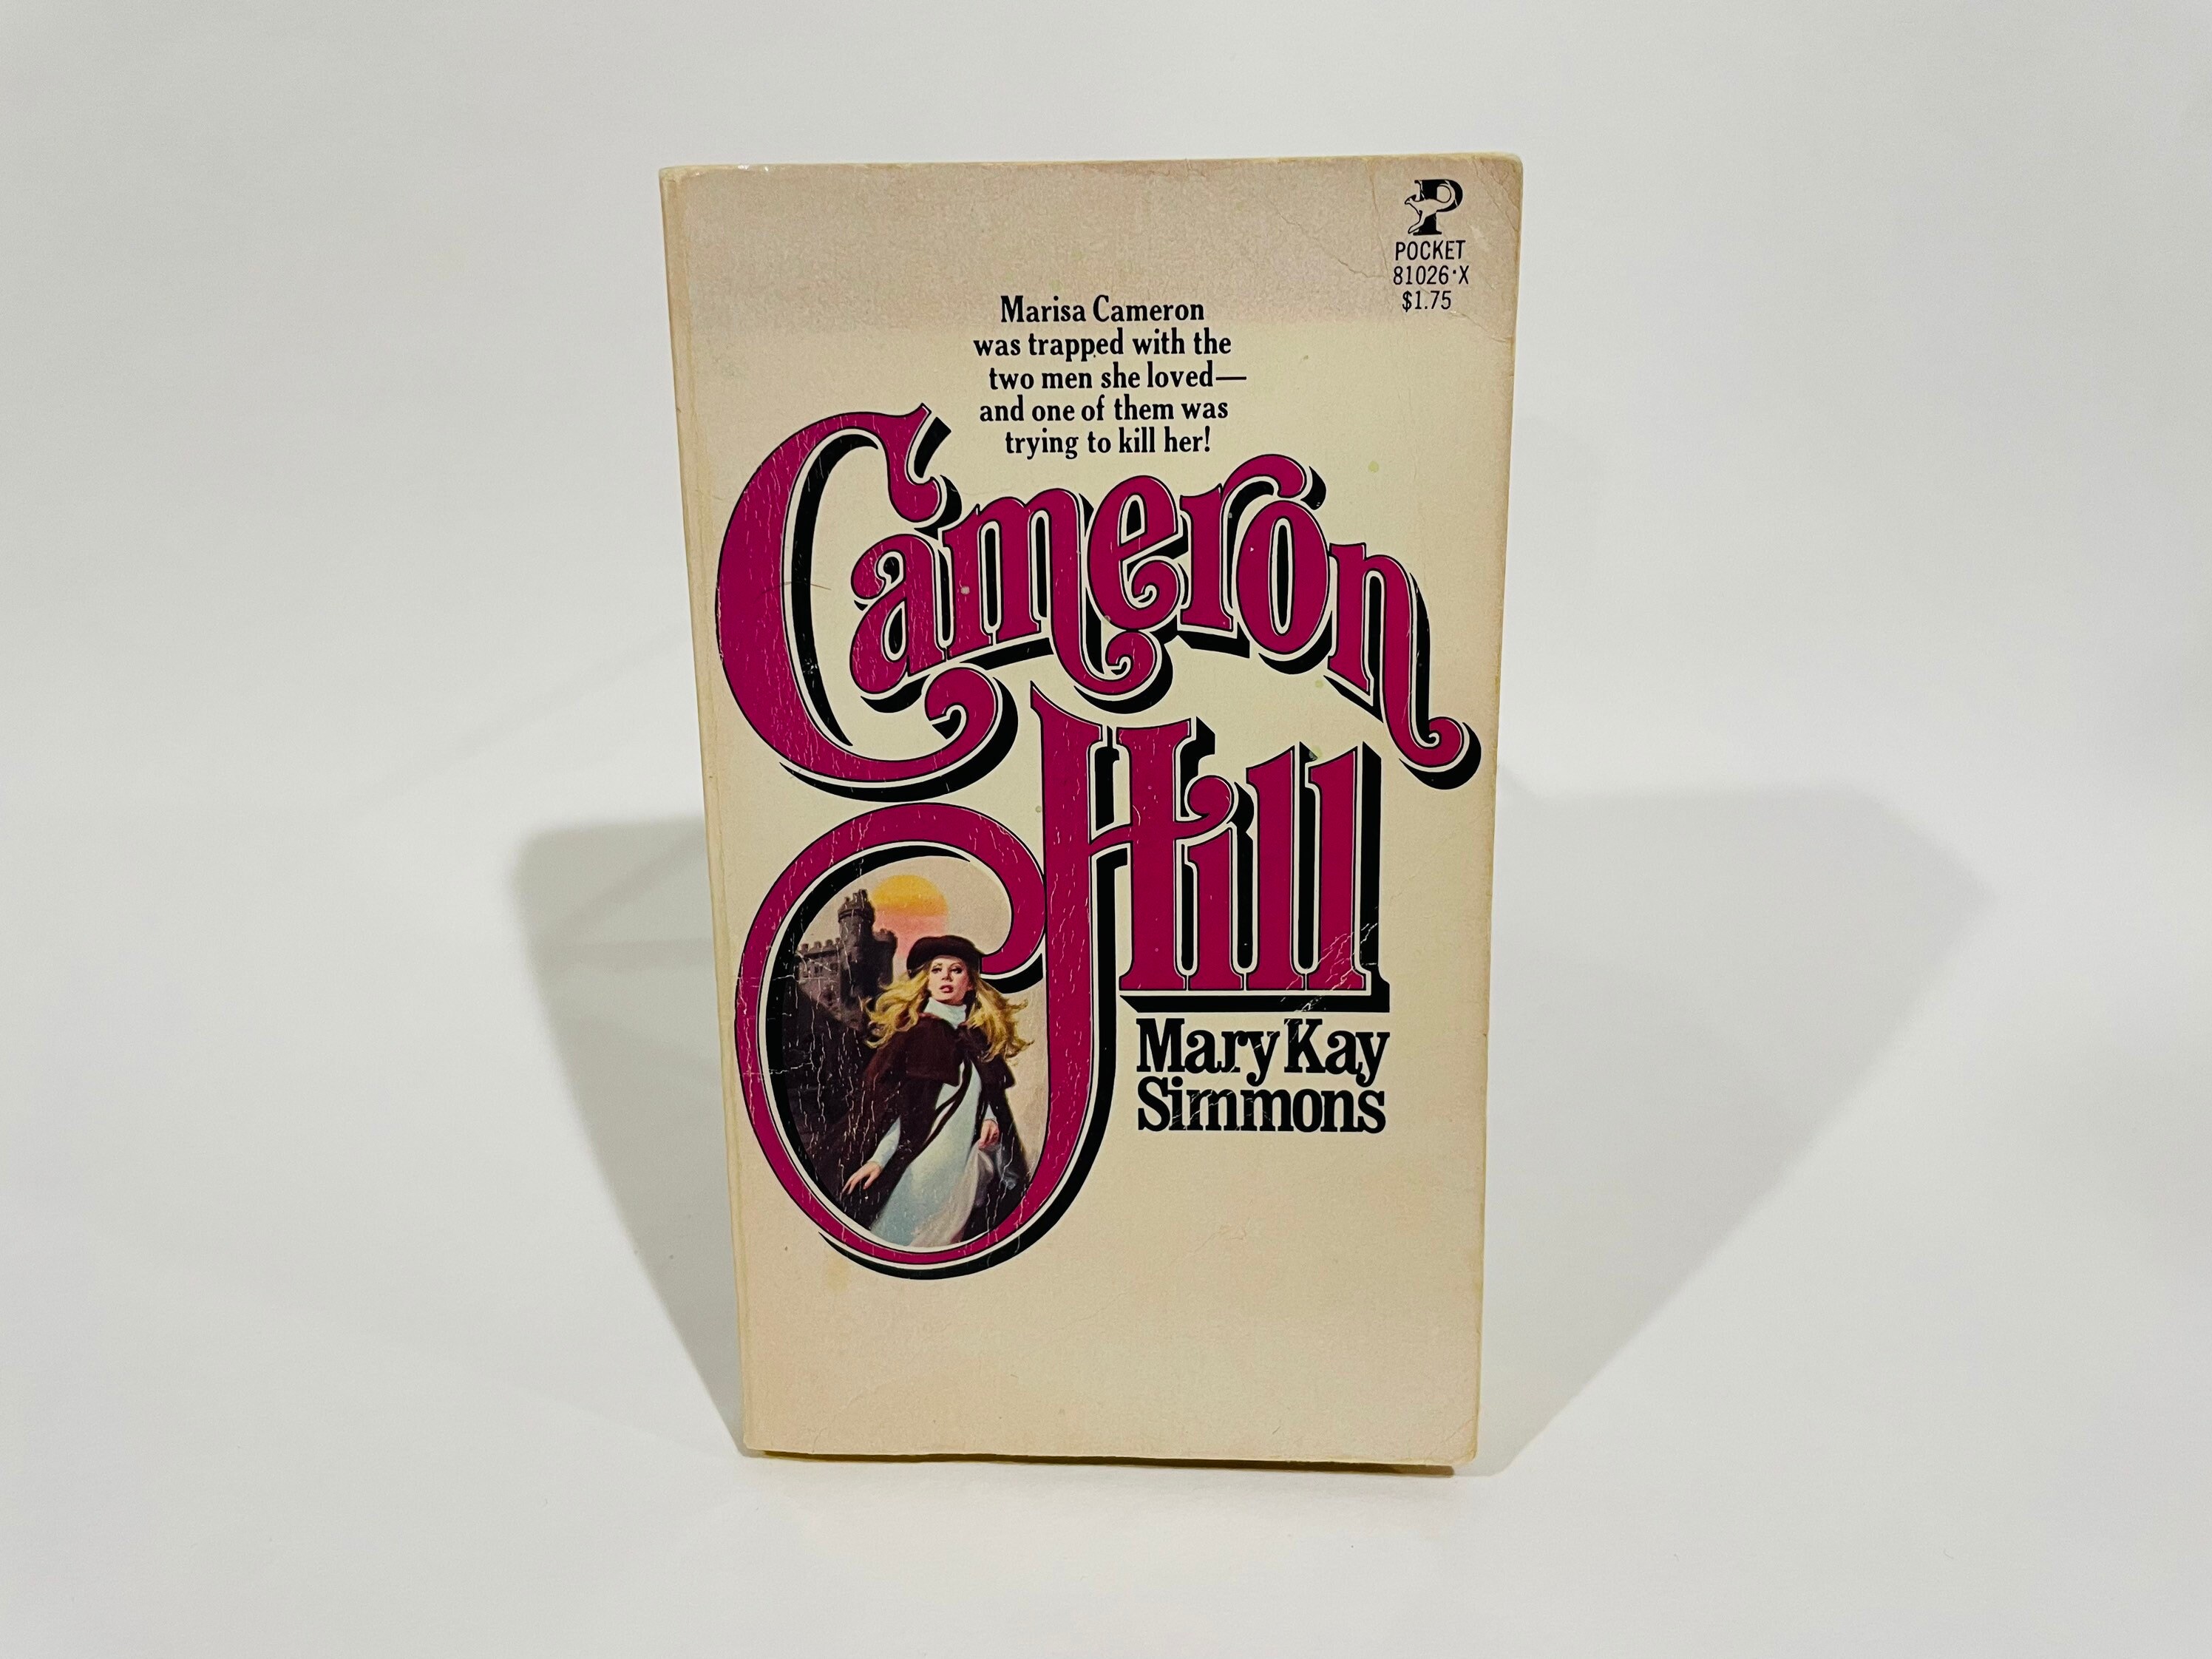 P
POCKET
81026·X
$1.75
Marisa Cameron
was trapped with the
two men she loved—
and one of them was
trying to kill her!
Cameron
Hill
Mary Kay
Simmons